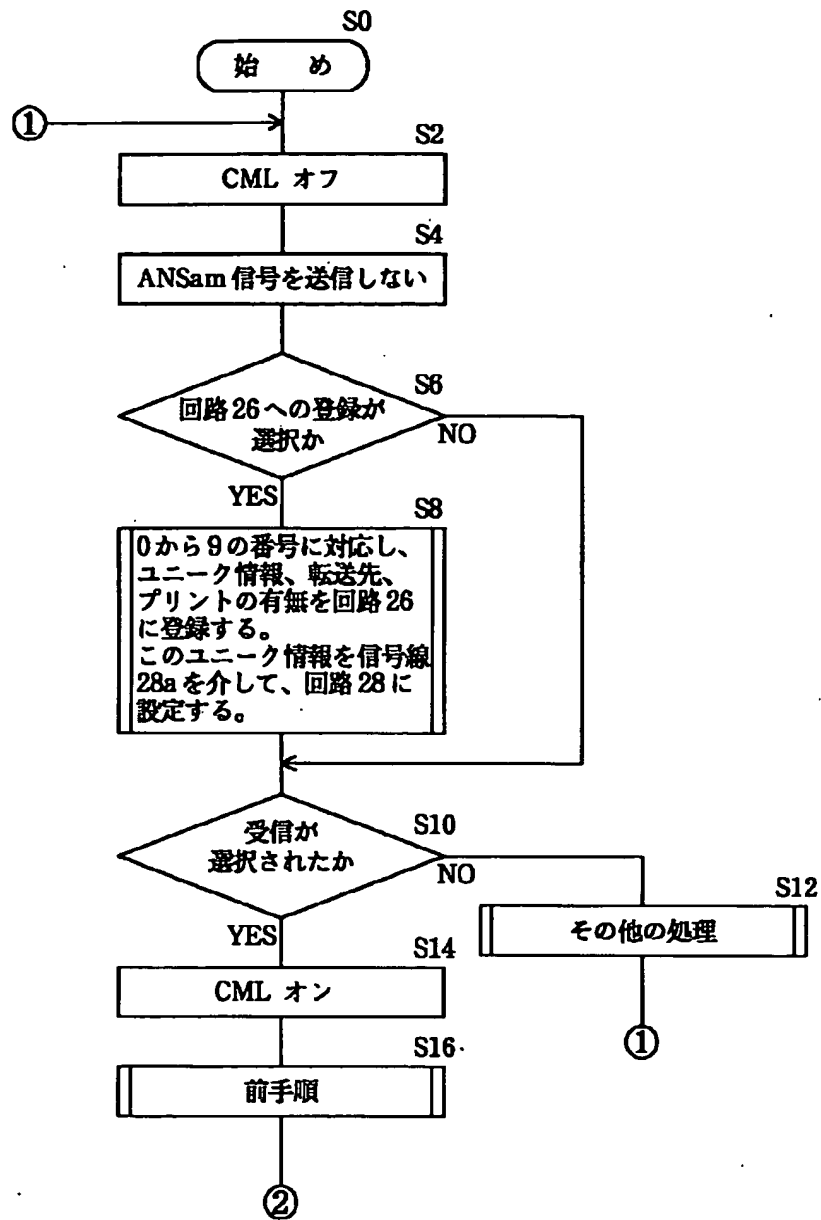 S0
始 め
①
S2
CML オフ
S4
ANSam 信号を送信しない
S6
回路 26 への登録が
選択か
NO
YES
S8
0 から 9 の番号に対応し、
ユニーク情報、転送先、
プリントの有無を回路 26
に登録する。
このユニーク情報を信号線
28a を介して、回路 28 に
設定する。
S10
受信が
選択されたか
NO
S12
その他の処理
YES
S14
CML オン
①
S16
前手順
②